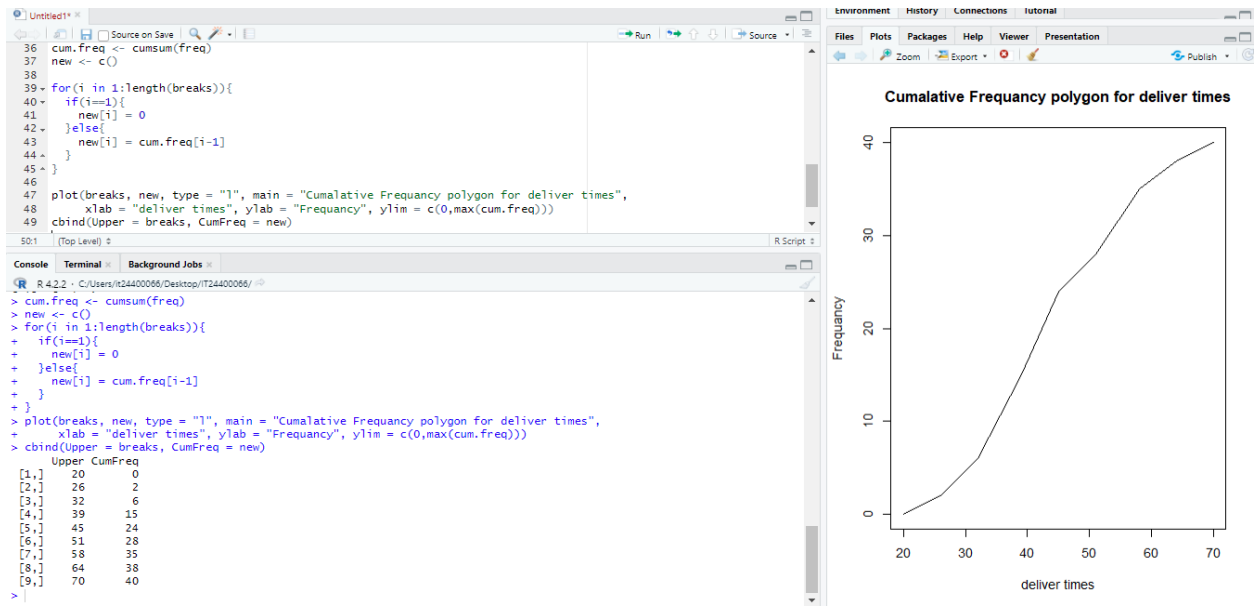 Untitled1*
Source on Save
Run
Source
36 cum.freq <- cumsum(freq)
37 new <- c()
38
39 for(i in 1:length(breaks)){
40 if(i==1){
41 new[i] = 0
42 }else{
43 new[i] = cum.freq[i-1]
44 }
45 }
46
47 plot(breaks, new, type = "l", main = "Cumalative Frequancy polygon for deliver times",
48 xlab = "deliver times", ylab = "Frequancy", ylim = c(0,max(cum.freq)))
49 cbind(Upper = breaks, CumFreq = new)
50:1 (Top Level) R Script
Console Terminal Background Jobs
R 4.2.2 · C:/Users/it24400066/Desktop/IT24400066/
> cum.freq <- cumsum(freq)
> new <- c()
> for(i in 1:length(breaks)){
+ if(i==1){
+ new[i] = 0
+ }else{
+ new[i] = cum.freq[i-1]
+ }
+ }
> plot(breaks, new, type = "l", main = "Cumalative Frequancy polygon for deliver times",
+ xlab = "deliver times", ylab = "Frequancy", ylim = c(0,max(cum.freq)))
> cbind(Upper = breaks, CumFreq = new)
Upper CumFreq
[1,] 20 0
[2,] 26 2
[3,] 32 6
[4,] 39 15
[5,] 45 24
[6,] 51 28
[7,] 58 35
[8,] 64 38
[9,] 70 40
>
Environment History Connections Tutorial
Files Plots Packages Help Viewer Presentation
Zoom Export Publish
Cumalative Frequancy polygon for deliver times
40
30
20
10
0
Frequancy
20 30 40 50 60 70
deliver times